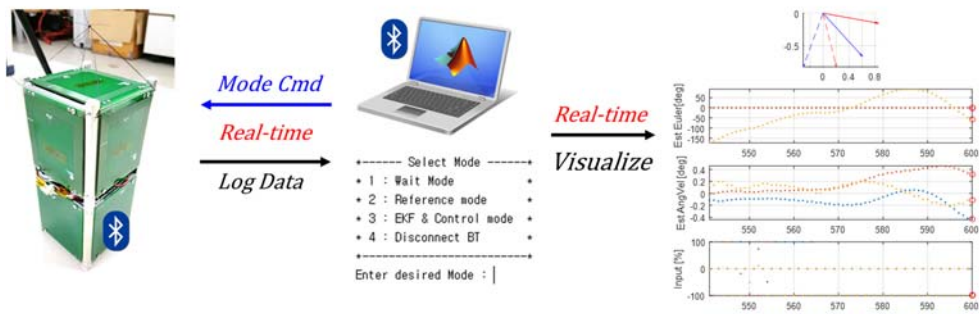 Mode Cmd
Real-time
Log Data
+------ Select Mode ------+
* 1 : Wait Mode *
* 2 : Reference mode *
* 3 : EKF & Control mode *
* 4 : Disconnect BT *
+-------------------------+
Enter desired Mode :
Real-time
Visualize
0
-0.5
0 0.4 0.8
Est Euler[deg]
50
0
-50
-100
-150
550 560 570 580 590 600
Est AngVel [deg]
0.4
0.2
0
-0.2
-0.4
550 560 570 580 590 600
Input [%]
100
0
-100
550 560 570 580 590 600